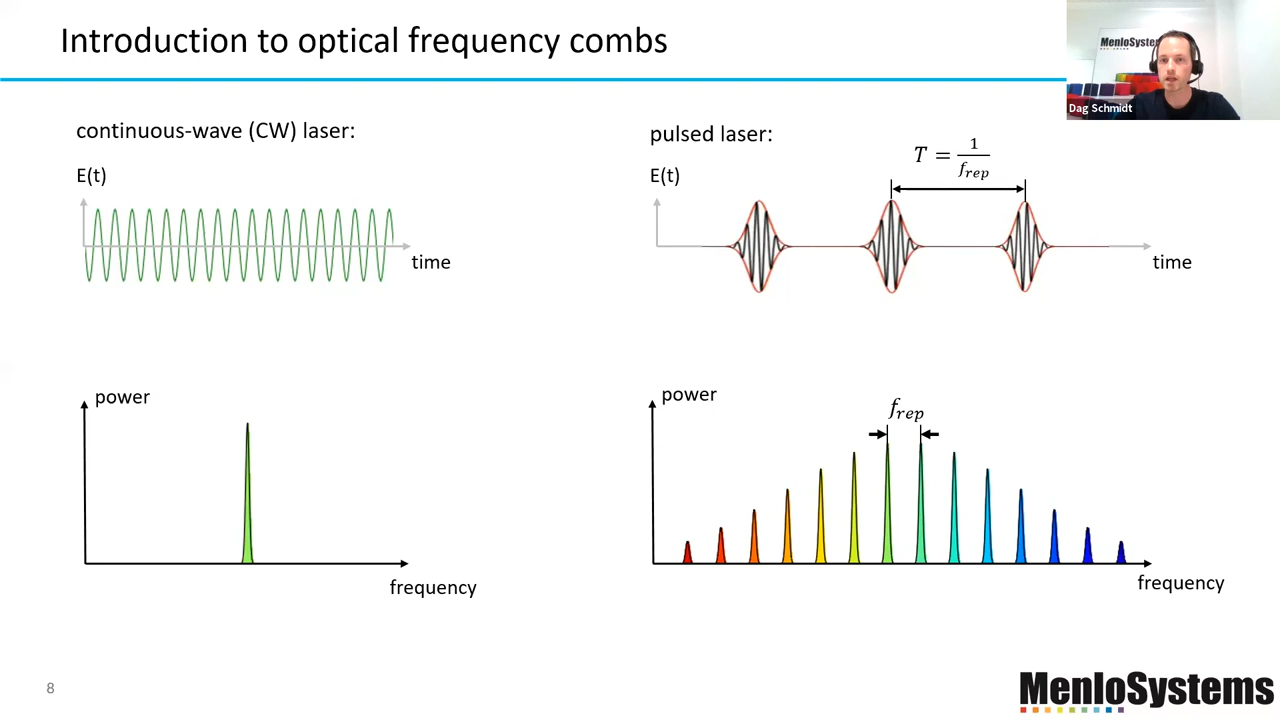 Introduction to optical frequency combs
MenloSystems
Dag Schmidt
continuous-wave (CW) laser:
E(t)
time
power
frequency
pulsed laser:
T = 1/f_rep
E(t)
time
power
f_rep
frequency
8
MenloSystems